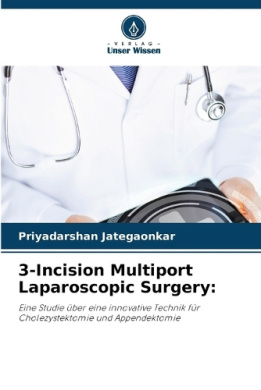 - VERLAG -
Unser Wissen
Priyadarshan Jategaonkar
3-Incision Multiport
Laparoscopic Surgery:
Eine Studie über eine innovative Technik für
Cholezystektomie und Appendektomie